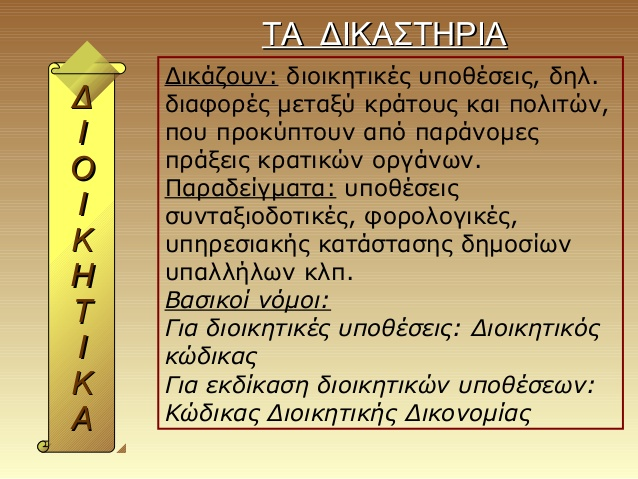 ΤΑ ΔΙΚΑΣΤΗΡΙΑ
Δ
Ι
Ο
Ι
Κ
Η
Τ
Ι
Κ
Α
Δικάζουν: διοικητικές υποθέσεις, δηλ.
διαφορές μεταξύ κράτους και πολιτών,
που προκύπτουν από παράνομες
πράξεις κρατικών οργάνων.
Παραδείγματα: υποθέσεις
συνταξιοδοτικές, φορολογικές,
υπηρεσιακής κατάστασης δημοσίων
υπαλλήλων κλπ.
Βασικοί νόμοι:
Για διοικητικές υποθέσεις: Διοικητικός
κώδικας
Για εκδίκαση διοικητικών υποθέσεων:
Κώδικας Διοικητικής Δικονομίας